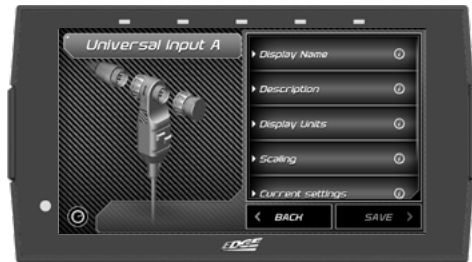 Universal Input A
Display Name
Description
Display Units
Scaling
Current settings
BACK
SAVE
EDGE